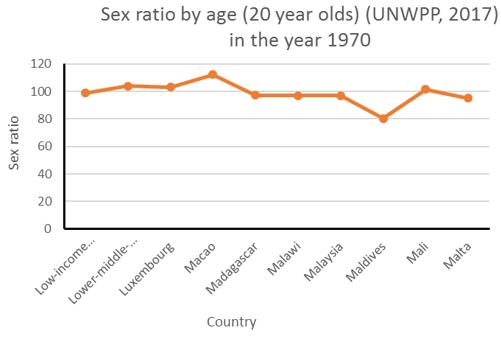 Sex ratio by age (20 year olds) (UNWPP, 2017)
in the year 1970
120
100
80
60
40
20
0
Sex ratio
Low-income...
Lower-middle-...
Luxembourg
Macao
Madagascar
Malawi
Malaysia
Maldives
Mali
Malta
Country